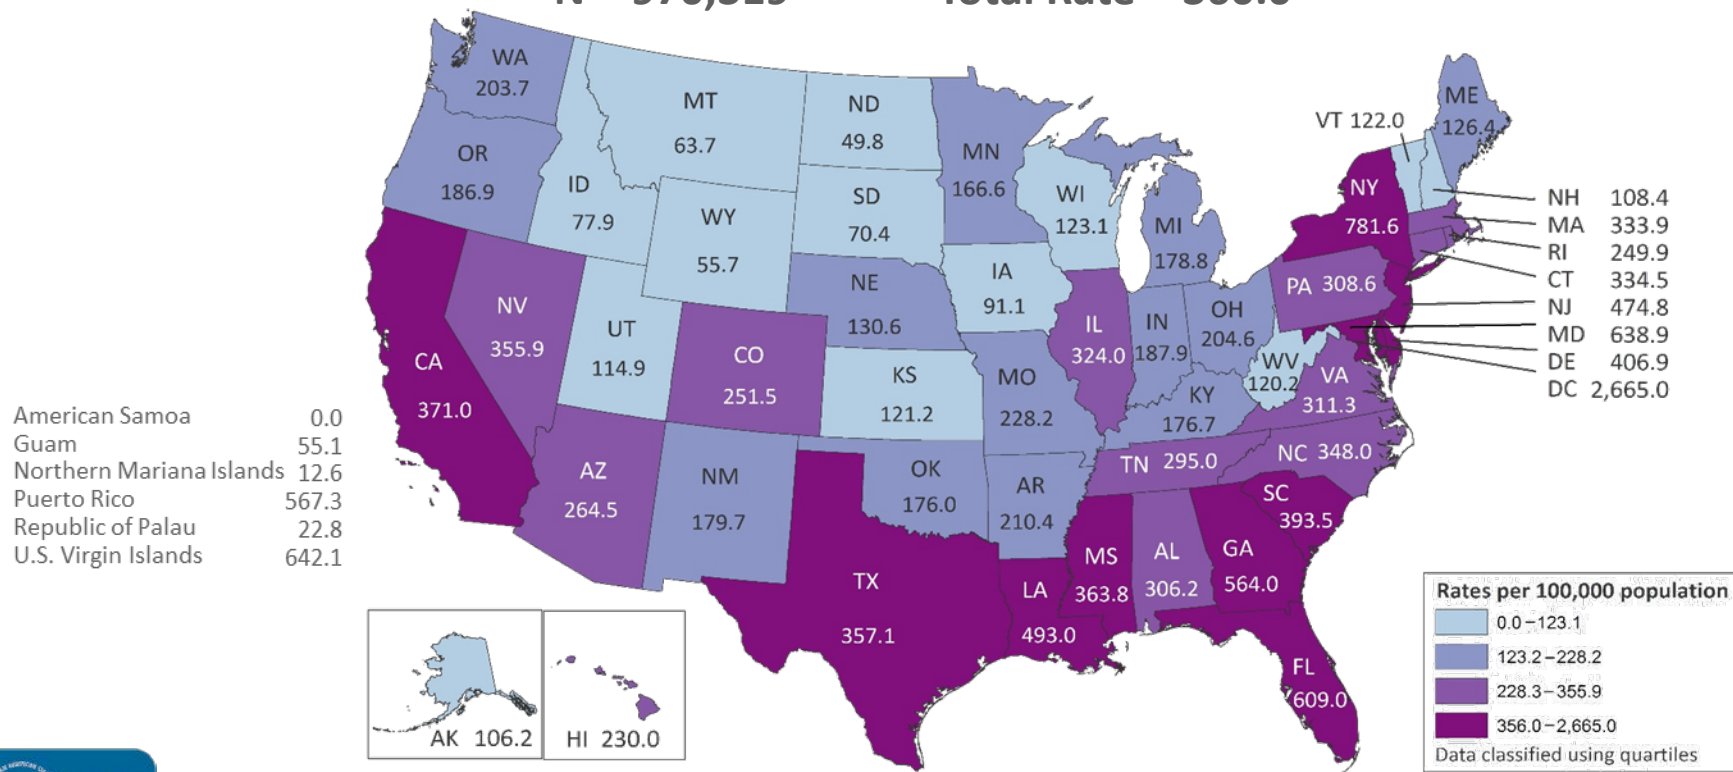 WA
203.7
OR
186.9
CA
371.0
NV
355.9
ID
77.9
MT
63.7
WY
55.7
UT
114.9
AZ
264.5
CO
251.5
NM
179.7
ND
49.8
SD
70.4
NE
130.6
KS
121.2
OK
176.0
TX
357.1
MN
166.6
IA
91.1
MO
228.2
AR
210.4
LA
493.0
WI
123.1
IL
324.0
MI
178.8
IN
187.9
OH
204.6
KY
176.7
TN 295.0
MS
363.8
AL
306.2
GA
564.0
FL
609.0
SC
393.5
NC 348.0
VA
311.3
WV
120.2
PA 308.6
NY
781.6
VT 122.0
ME
126.4
NH 108.4
MA 333.9
RI 249.9
CT 334.5
NJ 474.8
MD 638.9
DE 406.9
DC 2,665.0
American Samoa 0.0
Guam 55.1
Northern Mariana Islands 12.6
Puerto Rico 567.3
Republic of Palau 22.8
U.S. Virgin Islands 642.1
AK 106.2
HI 230.0
Rates per 100,000 population
0.0–123.1
123.2–228.2
228.3–355.9
356.0–2,665.0
Data classified using quartiles